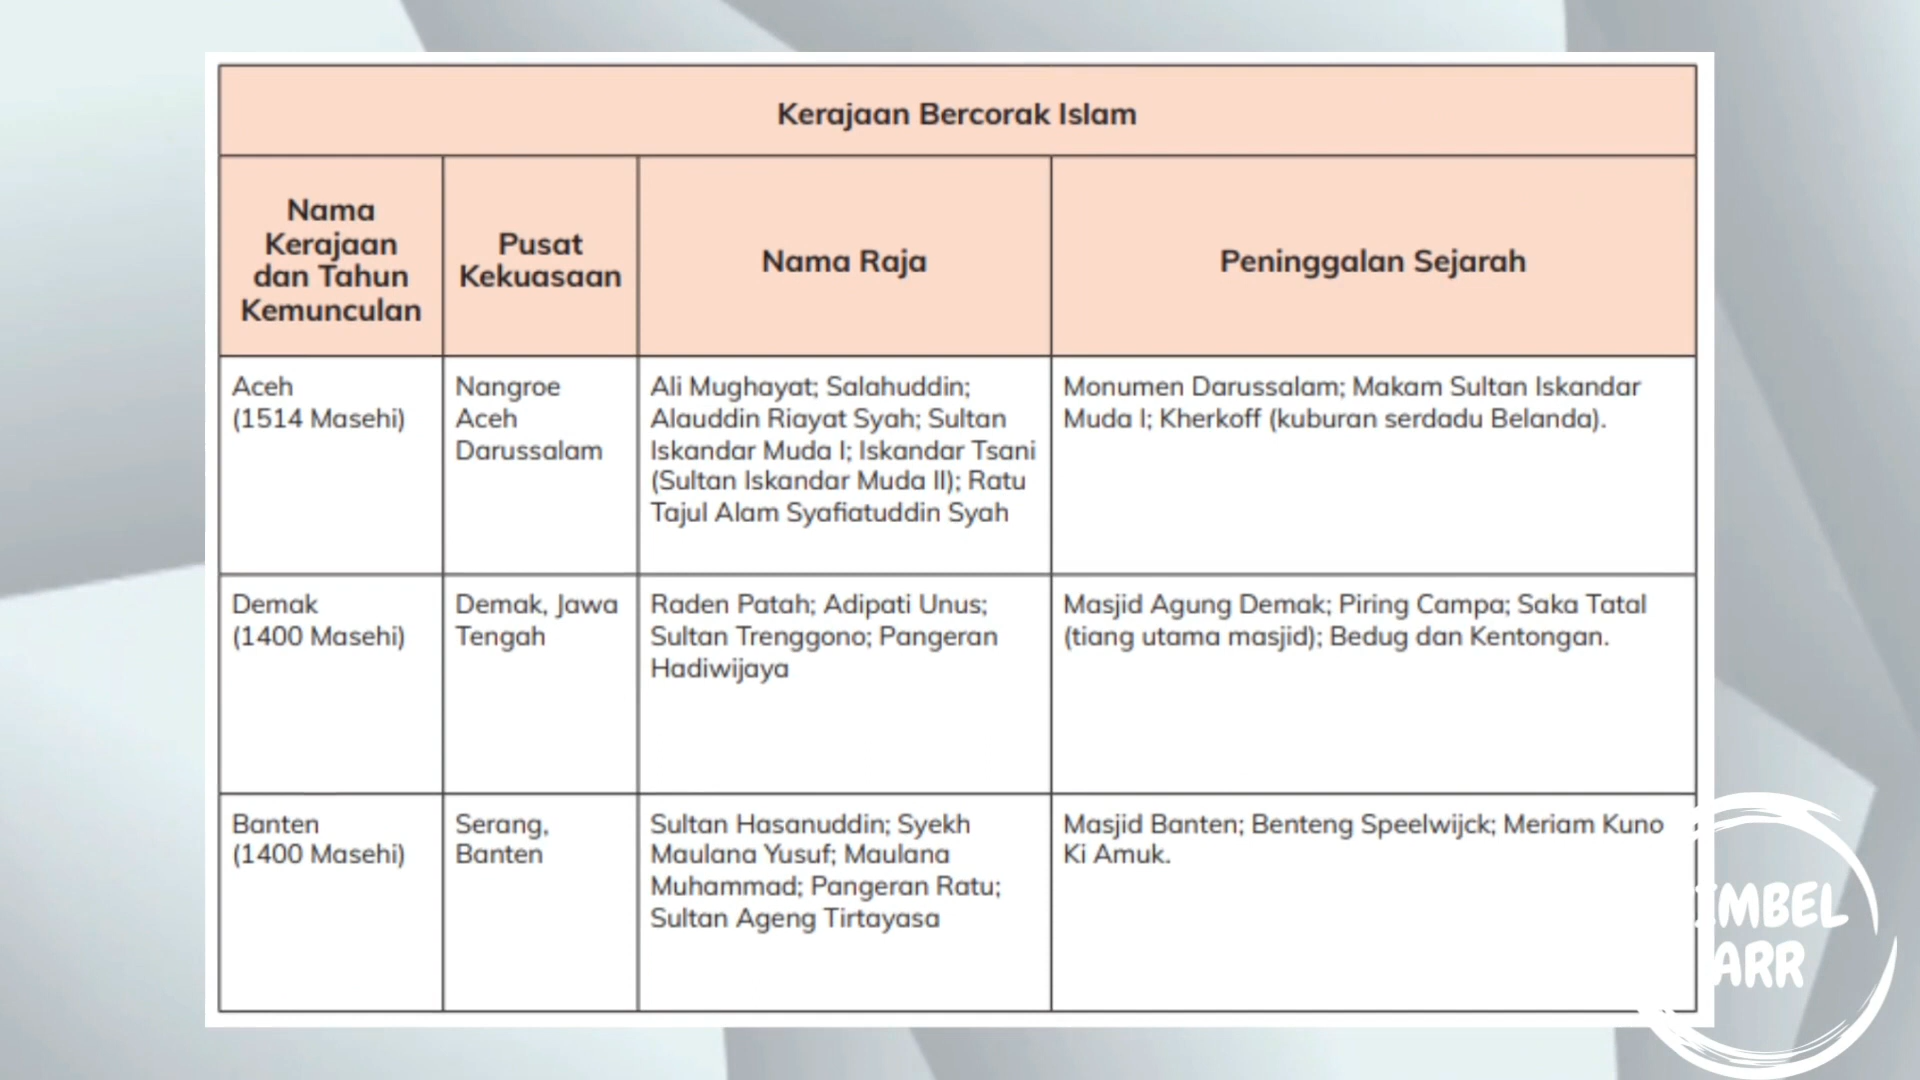 Kerajaan Bercorak Islam
Nama
Kerajaan
dan Tahun
Kemunculan
Pusat
Kekuasaan
Nama Raja
Peninggalan Sejarah
Aceh
(1514 Masehi)
Nangroe
Aceh
Darussalam
Ali Mughayat; Salahuddin;
Alauddin Riayat Syah; Sultan
Iskandar Muda I; Iskandar Tsani
(Sultan Iskandar Muda II); Ratu
Tajul Alam Syafiatuddin Syah
Monumen Darussalam; Makam Sultan Iskandar
Muda I; Kherkoff (kuburan serdadu Belanda).
Demak
(1400 Masehi)
Demak, Jawa
Tengah
Raden Patah; Adipati Unus;
Sultan Trenggono; Pangeran
Hadiwijaya
Masjid Agung Demak; Piring Campa; Saka Tatal
(tiang utama masjid); Bedug dan Kentongan.
Banten
(1400 Masehi)
Serang,
Banten
Sultan Hasanuddin; Syekh
Maulana Yusuf; Maulana
Muhammad; Pangeran Ratu;
Sultan Ageng Tirtayasa
Masjid Banten; Benteng Speelwijck; Meriam Kuno
Ki Amuk.